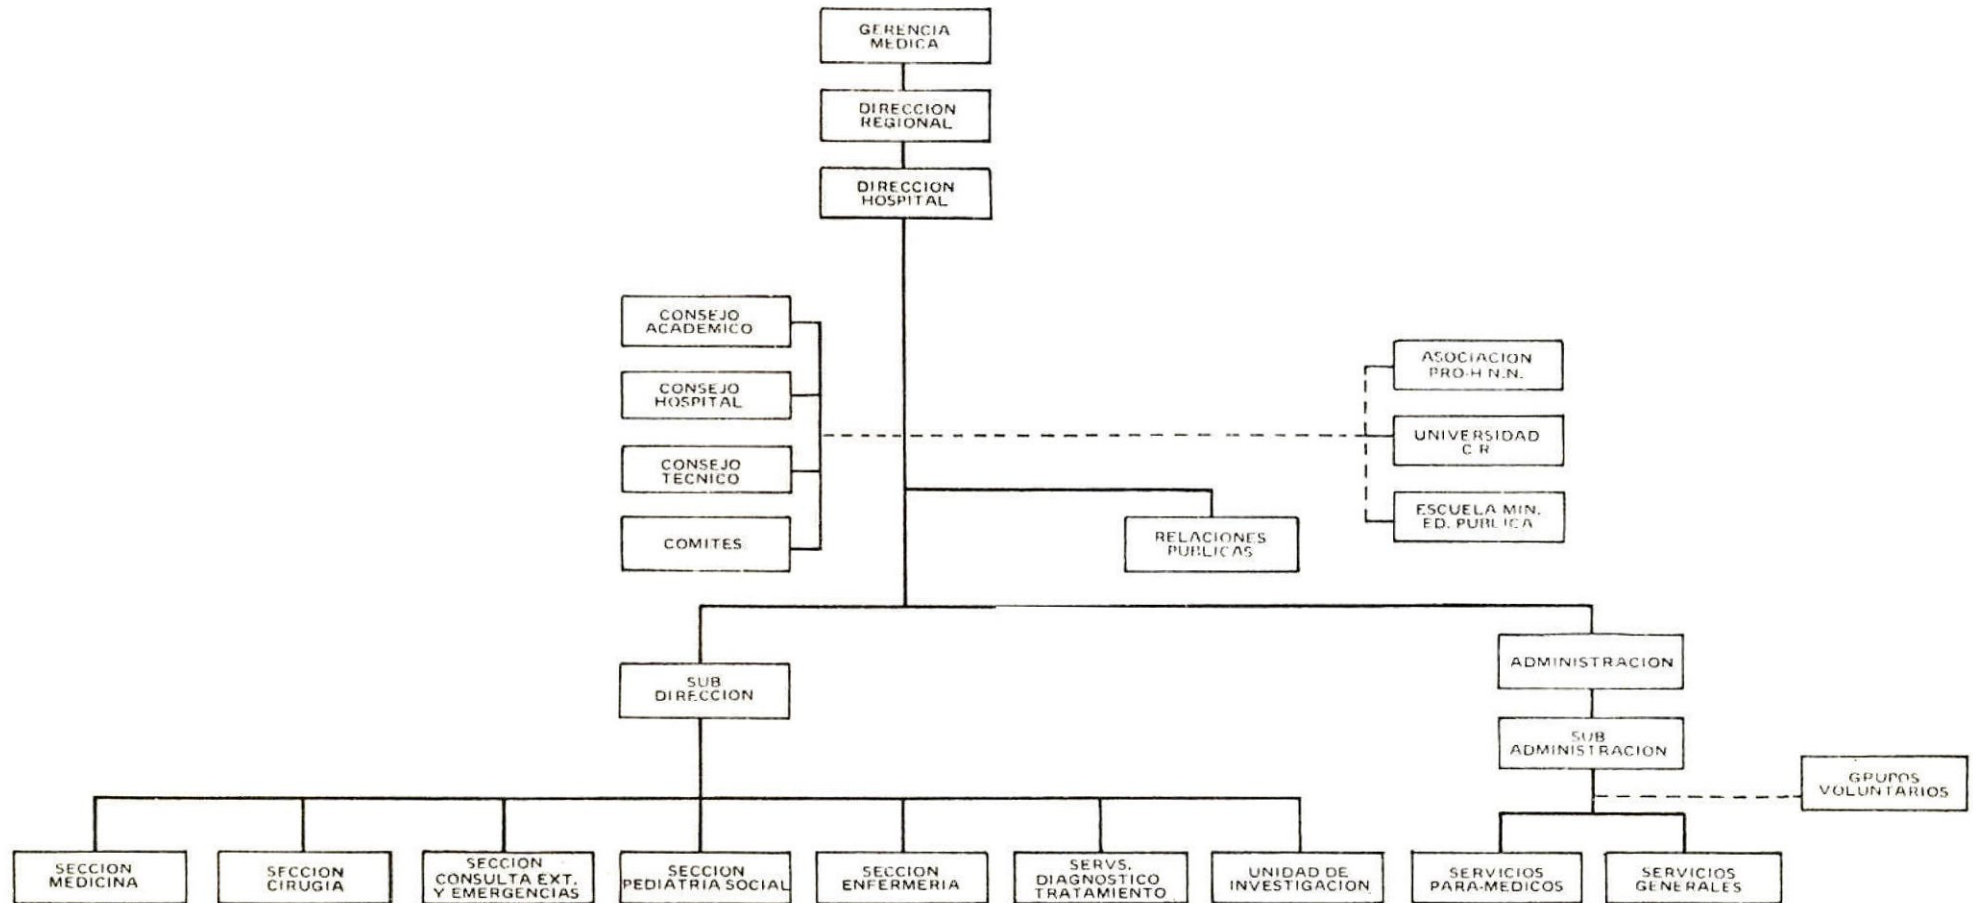 GERENCIA
MEDICA
DIRECCION
REGIONAL
DIRECCION
HOSPITAL
CONSEJO
ACADEMICO
CONSEJO
HOSPITAL
CONSEJO
TECNICO
COMITES
ASOCIACION
PRO-H N.N.
UNIVERSIDAD
C R
ESCUELA MIN.
ED. PUBLICA
RELACIONES
PUBLICAS
SUB
DIRECCION
ADMINISTRACION
SUB
ADMINISTRACION
GRUPOS
VOLUNTARIOS
SECCION
MEDICINA
SECCION
CIRUGIA
SECCION
CONSULTA EXT.
Y EMERGENCIAS
SECCION
PEDIATRIA SOCIAL
SECCION
ENFERMERIA
SERVS.
DIAGNOSTICO
TRATAMIENTO
UNIDAD DE
INVESTIGACION
SERVICIOS
PARA-MEDICOS
SERVICIOS
GENERALES